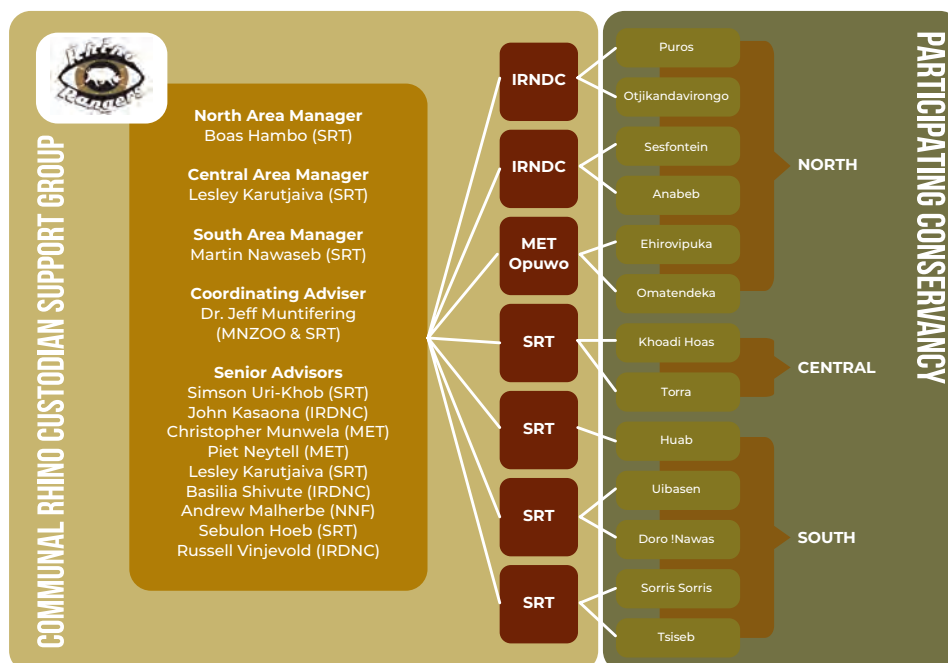 Rhino
Rangers
COMMUNAL RHINO CUSTODIAN SUPPORT GROUP
North Area Manager
Boas Hambo (SRT)
Central Area Manager
Lesley Karutjaiva (SRT)
South Area Manager
Martin Nawaseb (SRT)
Coordinating Adviser
Dr. Jeff Muntifering
(MNZOO & SRT)
Senior Advisors
Simson Uri-Khob (SRT)
John Kasaona (IRDNC)
Christopher Munwela (MET)
Piet Neytell (MET)
Lesley Karutjaiva (SRT)
Basilia Shivute (IRDNC)
Andrew Malherbe (NNF)
Sebulon Hoeb (SRT)
Russell Vinjevold (IRDNC)
IRNDC
IRNDC
MET
Opuwo
SRT
SRT
SRT
SRT
Puros
Otjikandavirongo
Sesfontein
Anabeb
Ehirovipuka
Omatendeka
Khoadi Hoas
Torra
Huab
Uibasen
Doro !Nawas
Sorris Sorris
Tsiseb
NORTH
CENTRAL
SOUTH
PARTICIPATING CONSERVANCY